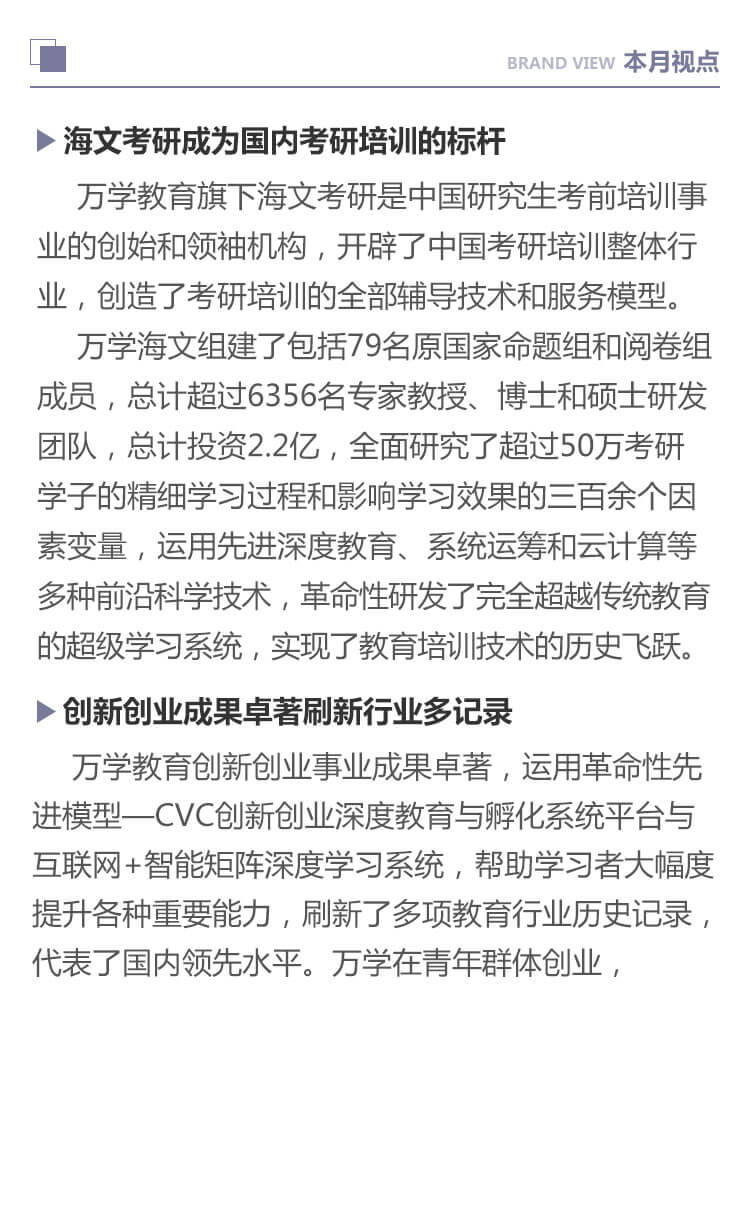 BRAND VIEW 本月视点
海文考研成为国内考研培训的标杆
万学教育旗下海文考研是中国研究生考前培训事
业的创始和领袖机构，开辟了中国考研培训整体行
业，创造了考研培训的全部辅导技术和服务模型。
万学海文组建了包括79名原国家命题组和阅卷组
成员，总计超过6356名专家教授、博士和硕士研发
团队，总计投资2.2亿，全面研究了超过50万考研
学子的精细学习过程和影响学习效果的三百余个因
素变量，运用先进深度教育、系统运筹和云计算等
多种前沿科学技术，革命性研发了完全超越传统教育
的超级学习系统，实现了教育培训技术的历史飞跃。
创新创业成果卓著刷新行业多记录
万学教育创新创业事业成果卓著，运用革命性先
进模型—CVC创新创业深度教育与孵化系统平台与
互联网+智能矩阵深度学习系统，帮助学习者大幅度
提升各种重要能力，刷新了多项教育行业历史记录，
代表了国内领先水平。万学在青年群体创业，